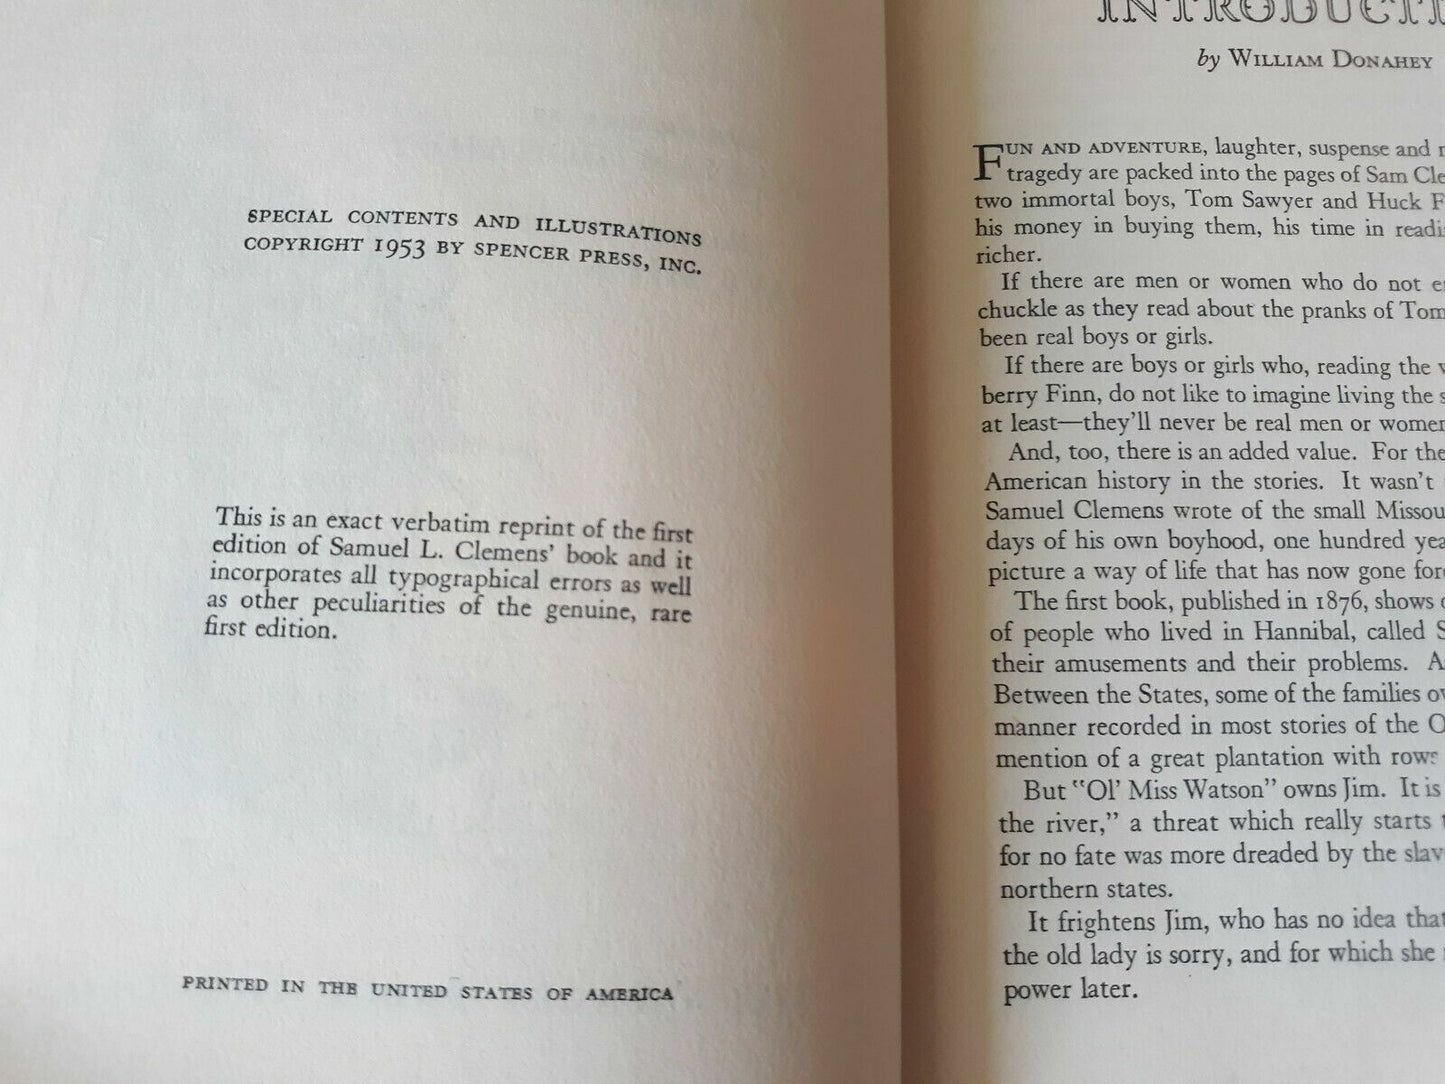 SPECIAL CONTENTS AND ILLUSTRATIONS
COPYRIGHT 1953 BY SPENCER PRESS, INC.
This is an exact verbatim reprint of the first
edition of Samuel L. Clemens' book and it
incorporates all typographical errors as well
as other peculiarities of the genuine, rare
first edition.
PRINTED IN THE UNITED STATES OF AMERICA
by WILLIAM DONAHEY
FUN AND ADVENTURE, laughter, suspense and
tragedy are packed into the pages of Sam
two immortal boys, Tom Sawyer and Huck
his money in buying them, his time in
richer.
If there are men or women who do not
chuckle as they read about the pranks of Tom
been real boys or girls.
If there are boys or girls who, reading the
berry Finn, do not like to imagine living the
at least—they'll never be real men or
And, too, there is an added value. For the
American history in the stories. It wasn't
Samuel Clemens wrote of the small
days of his own boyhood, one hundred
picture a way of life that has now gone
The first book, published in 1876, shows
of people who lived in Hannibal, called
their amusements and their problems.
Between the States, some of the families
manner recorded in most stories of the
mention of a great plantation with rows
But "Ol' Miss Watson" owns Jim. It is
the river," a threat which really starts
for no fate was more dreaded by the
northern states.
It frightens Jim, who has no idea that
the old lady is sorry, and for which she
power later.